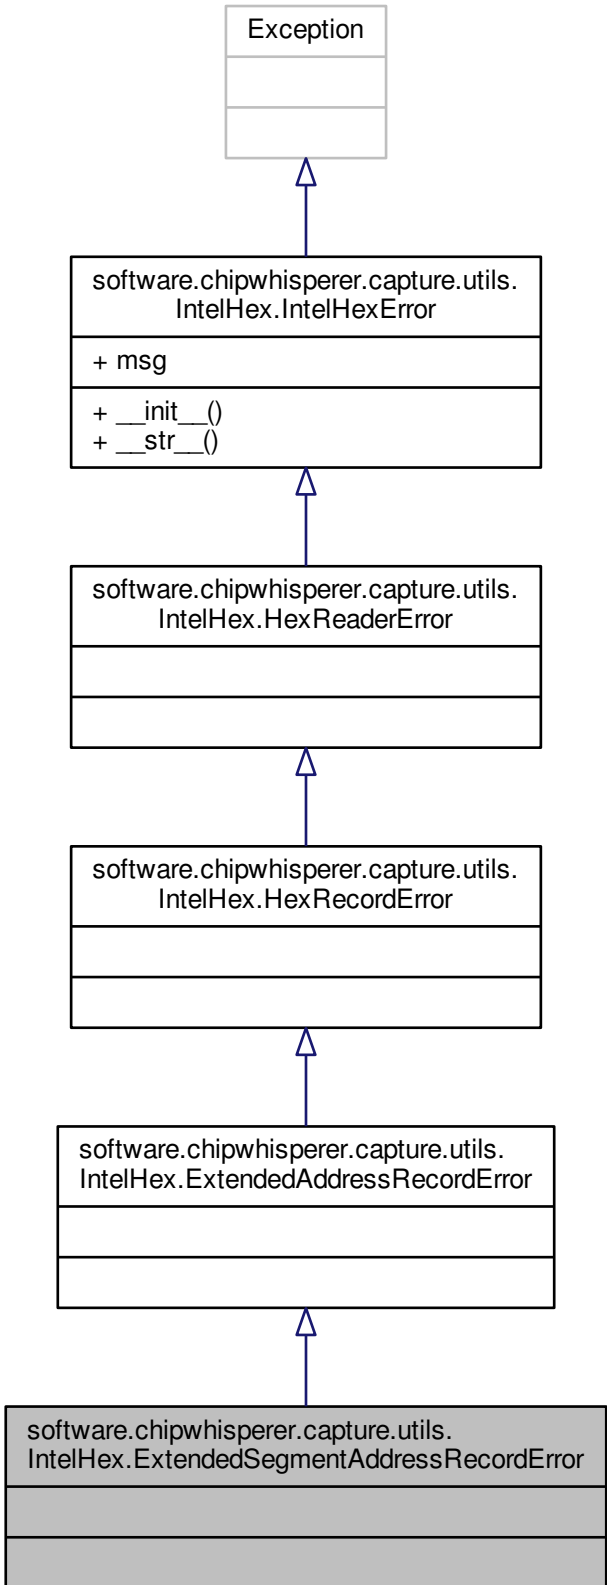 Exception
software.chipwhisperer.capture.utils.
IntelHex.IntelHexError
+ msg
+ __init__()
+ __str__()
software.chipwhisperer.capture.utils.
IntelHex.HexReaderError
software.chipwhisperer.capture.utils.
IntelHex.HexRecordError
software.chipwhisperer.capture.utils.
IntelHex.ExtendedAddressRecordError
software.chipwhisperer.capture.utils.
IntelHex.ExtendedSegmentAddressRecordError